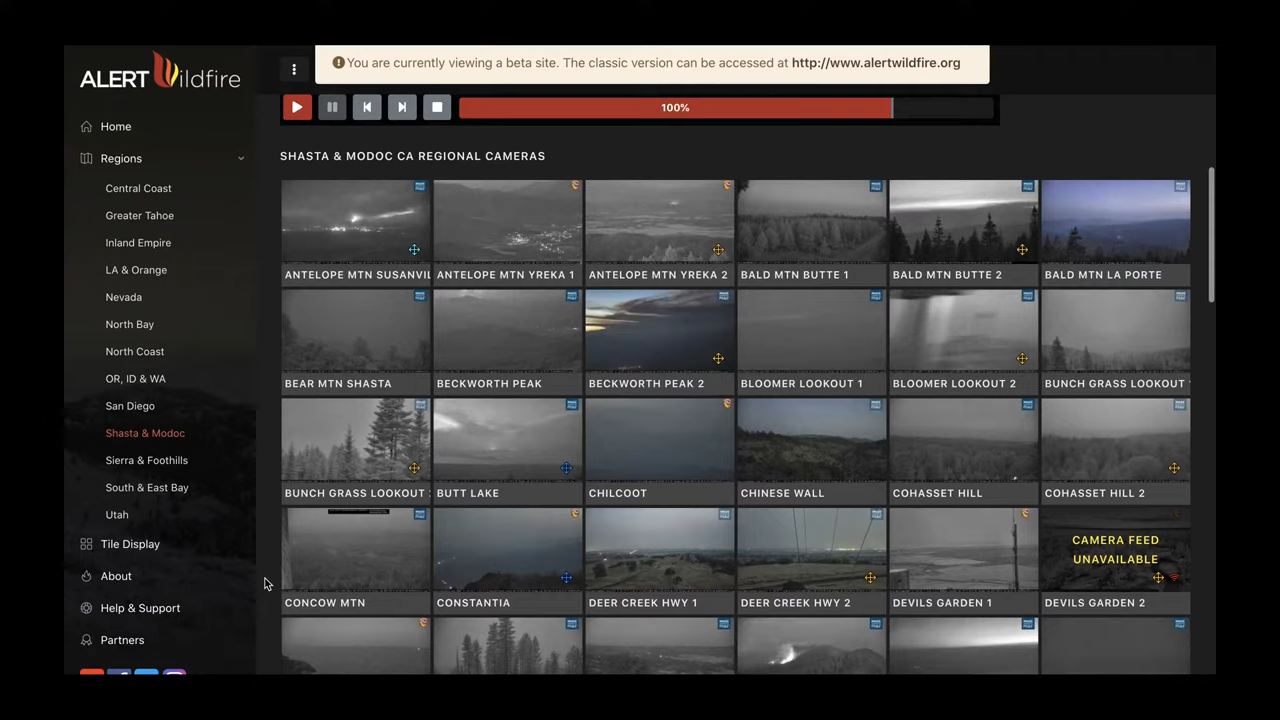 ALERT Wildfire
You are currently viewing a beta site. The classic version can be accessed at http://www.alertwildfire.org
100%
Home
Regions
Central Coast
Greater Tahoe
Inland Empire
LA & Orange
Nevada
North Bay
North Coast
OR, ID & WA
San Diego
Shasta & Modoc
Sierra & Foothills
South & East Bay
Utah
Tile Display
About
Help & Support
Partners
SHASTA & MODOC CA REGIONAL CAMERAS
ANTELOPE MTN SUSANVIL
ANTELOPE MTN YREKA 1
ANTELOPE MTN YREKA 2
BALD MTN BUTTE 1
BALD MTN BUTTE 2
BALD MTN LA PORTE
BEAR MTN SHASTA
BECKWORTH PEAK
BECKWORTH PEAK 2
BLOOMER LOOKOUT 1
BLOOMER LOOKOUT 2
BUNCH GRASS LOOKOUT
BUNCH GRASS LOOKOUT
BUTT LAKE
CHILCOOT
CHINESE WALL
COHASSET HILL
COHASSET HILL 2
CONCOW MTN
CONSTANTIA
DEER CREEK HWY 1
DEER CREEK HWY 2
DEVILS GARDEN 1
CAMERA FEED
UNAVAILABLE
DEVILS GARDEN 2